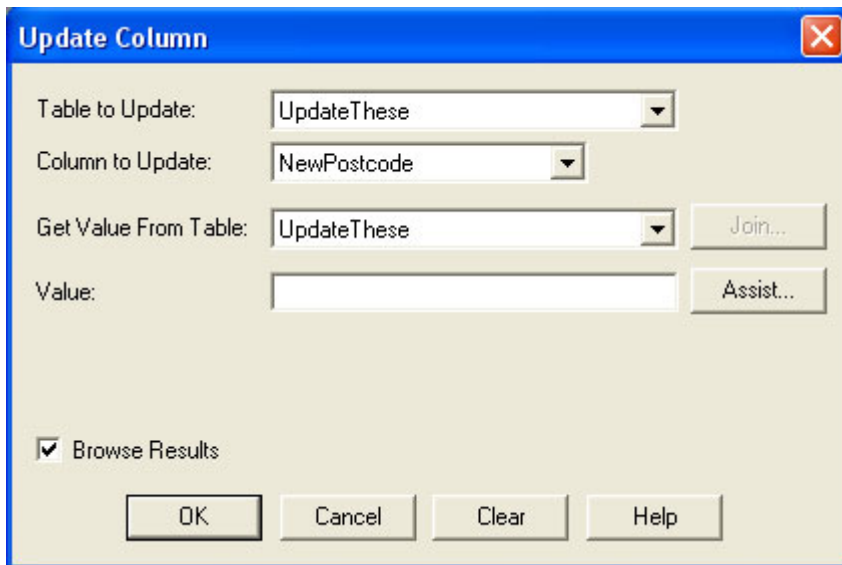 Update Column
Table to Update: UpdateThese
Column to Update: NewPostcode
Get Value From Table: UpdateThese Join...
Value: Assist...
Browse Results
OK Cancel Clear Help